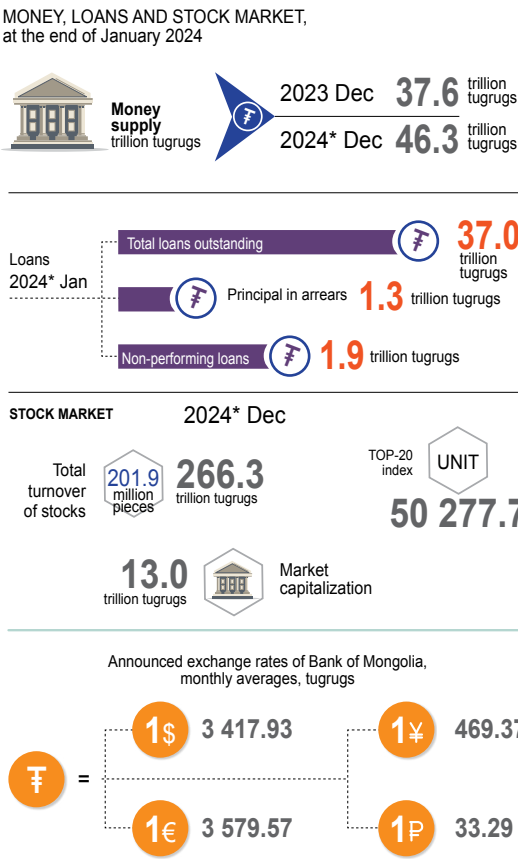 MONEY, LOANS AND STOCK MARKET,
at the end of January 2024
Money
supply
trillion tugrugs
₮
2023 Dec 37.6 trillion
tugrugs
2024* Dec 46.3 trillion
tugrugs
Loans
2024* Jan
Total loans outstanding ₮ 37.0
trillion
tugrugs
₮ Principal in arrears 1.3 trillion tugrugs
Non-performing loans ₮ 1.9 trillion tugrugs
STOCK MARKET 2024* Dec
Total
turnover
of stocks
201.9
million
pieces
266.3
trillion tugrugs
TOP-20
index
UNIT
50 277.7
13.0
trillion tugrugs
Market
capitalization
Announced exchange rates of Bank of Mongolia,
monthly averages, tugrugs
₮ =
1$ 3 417.93
1¥ 469.37
1€ 3 579.57
1₽ 33.29